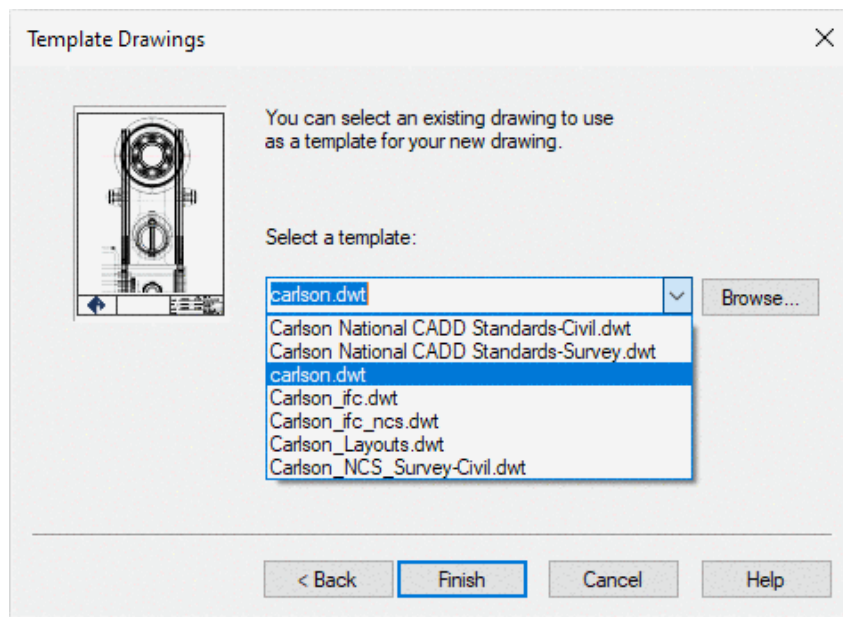 Template Drawings
You can select an existing drawing to use
as a template for your new drawing.
Select a template:
carlson.dwt
Browse...
Carlson National CADD Standards-Civil.dwt
Carlson National CADD Standards-Survey.dwt
carlson.dwt
Carlson_ifc.dwt
Carlson_ifc_ncs.dwt
Carlson_Layouts.dwt
Carlson_NCS_Survey-Civil.dwt
< Back
Finish
Cancel
Help